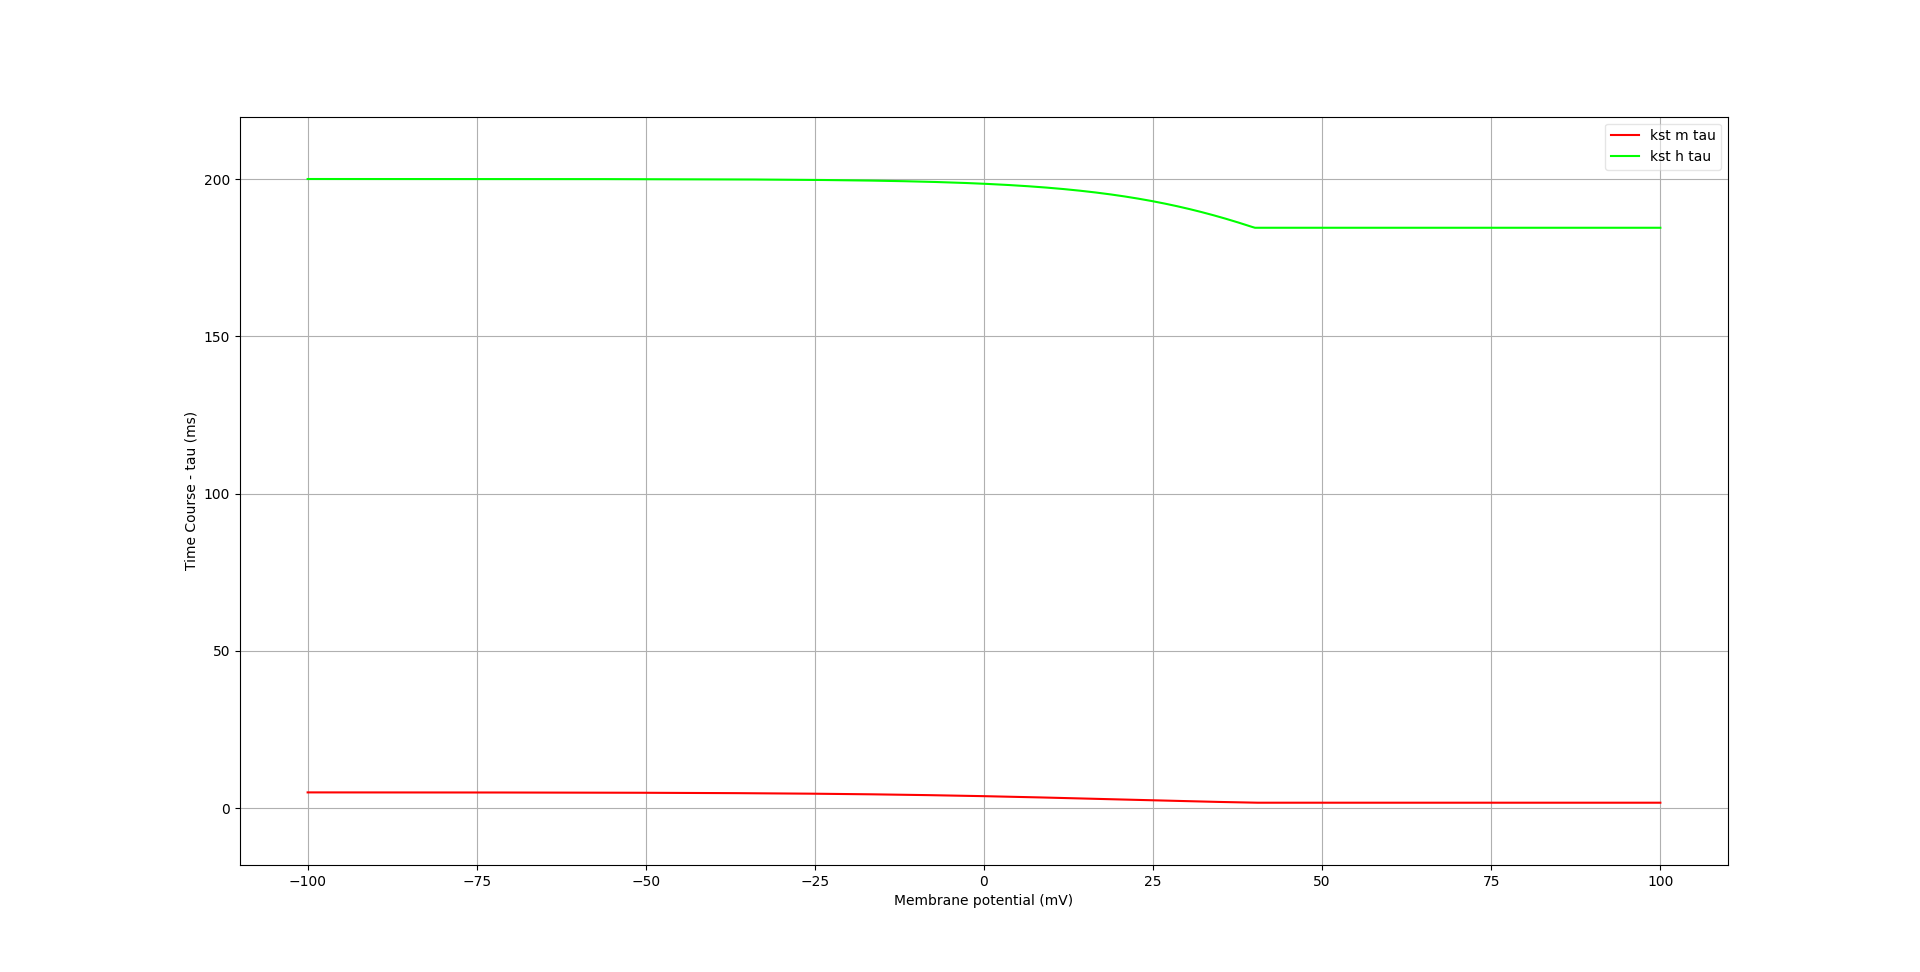 kst m tau
kst h tau
200
150
100
50
0
Time Course - tau (ms)
−100 −75 −50 −25 0 25 50 75 100
Membrane potential (mV)